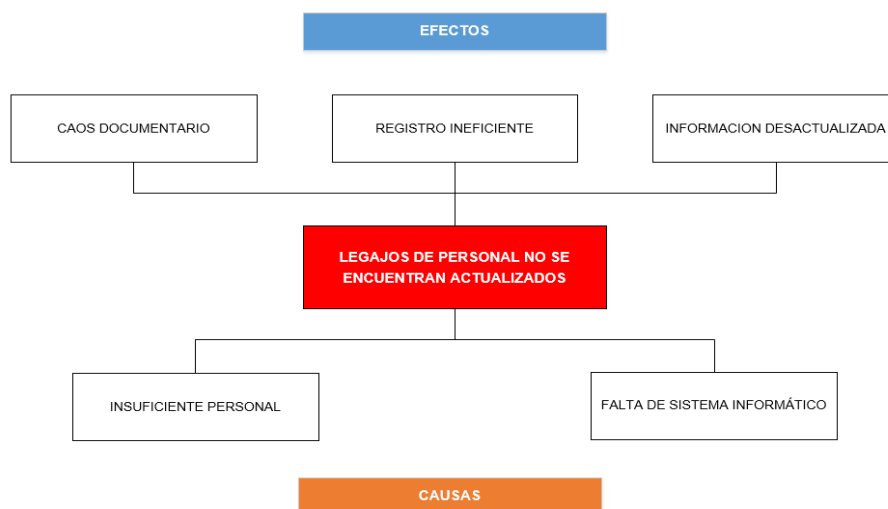 EFECTOS
CAOS DOCUMENTARIO
REGISTRO INEFICIENTE
INFORMACION DESACTUALIZADA
LEGAJOS DE PERSONAL NO SE
ENCUENTRAN ACTUALIZADOS
INSUFICIENTE PERSONAL
FALTA DE SISTEMA INFORMÁTICO
CAUSAS